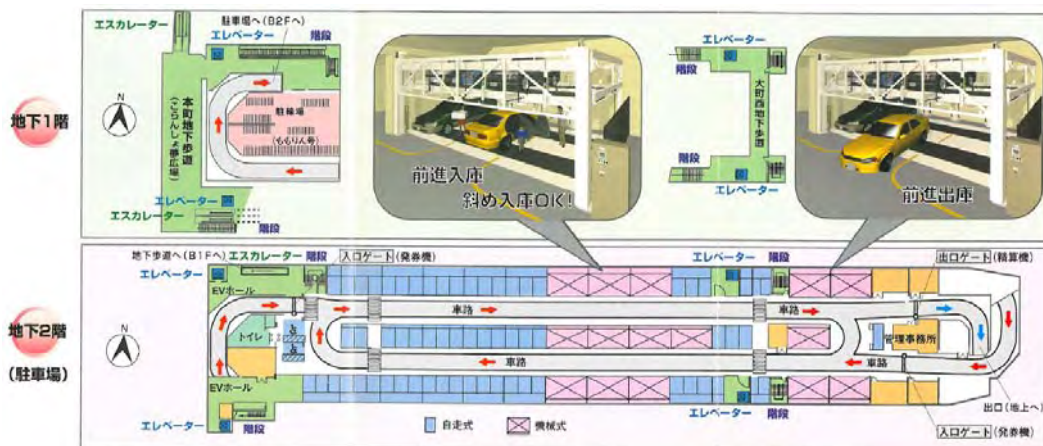 地下1階
エスカレーター
駐車場へ(B2Fへ)
エレベーター
階段
N
本町地下歩道
(こらんしょ夢広場)
駐輪場
(ももりん号)
エレベーター
エスカレーター
階段
前進入庫
斜め入庫OK!
階段
エレベーター
大町西地下歩道
階段
エレベーター
前進出庫
地下2階
(駐車場)
N
地下歩道へ(B1Fへ)
エスカレーター
階段
入口ゲート(発券機)
エレベーター
EVホール
トイレ
EVホール
エレベーター
階段
車路
車路
車路
車路
エレベーター
階段
出口ゲート(精算機)
管理事務所
出口(地上へ)
入口ゲート(発券機)
エレベーター
階段
自走式
機械式